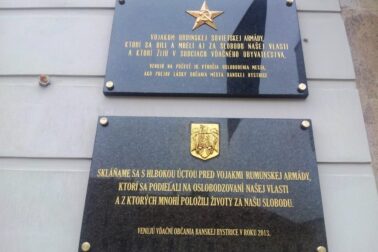 VOJAKOM HRDINSKEJ SOVIETSKEJ ARMÁDY,
KTORÍ SA BILI A MRELI AJ ZA SLOBODU NAŠEJ VLASTI
A KTORÍ ŽIJÚ V SRDCIACH VĎAČNÉHO OBYVATEĽSTVA.
VENUJÚ NA POČESŤ VÝROČIA OSLOBODENIA MESTA,
AKO PREJAV LÁSKY OBČANIA MESTA BANSKEJ BYSTRICE
SKLÁŇAME SA S HLBOKOU ÚCTOU PRED VOJAKMI RUMUNSKEJ ARMÁDY,
KTORÍ SA PODIEĽALI NA OSLOBODZOVANÍ NAŠEJ VLASTI
A Z KTORÝCH MNOHÍ POLOŽILI ŽIVOTY ZA NAŠU SLOBODU.
VENUJÚ VĎAČNÍ OBČANIA BANSKEJ BYSTRICE V ROKU 2013.